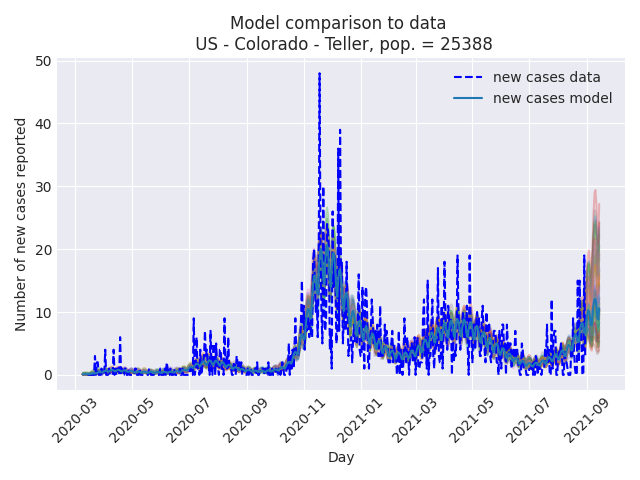 Model comparison to data
US - Colorado - Teller, pop. = 25388
new cases data
new cases model
Number of new cases reported
50
40
30
20
10
0
2020-03
2020-05
2020-07
2020-09
2020-11
2021-01
2021-03
2021-05
2021-07
2021-09
Day